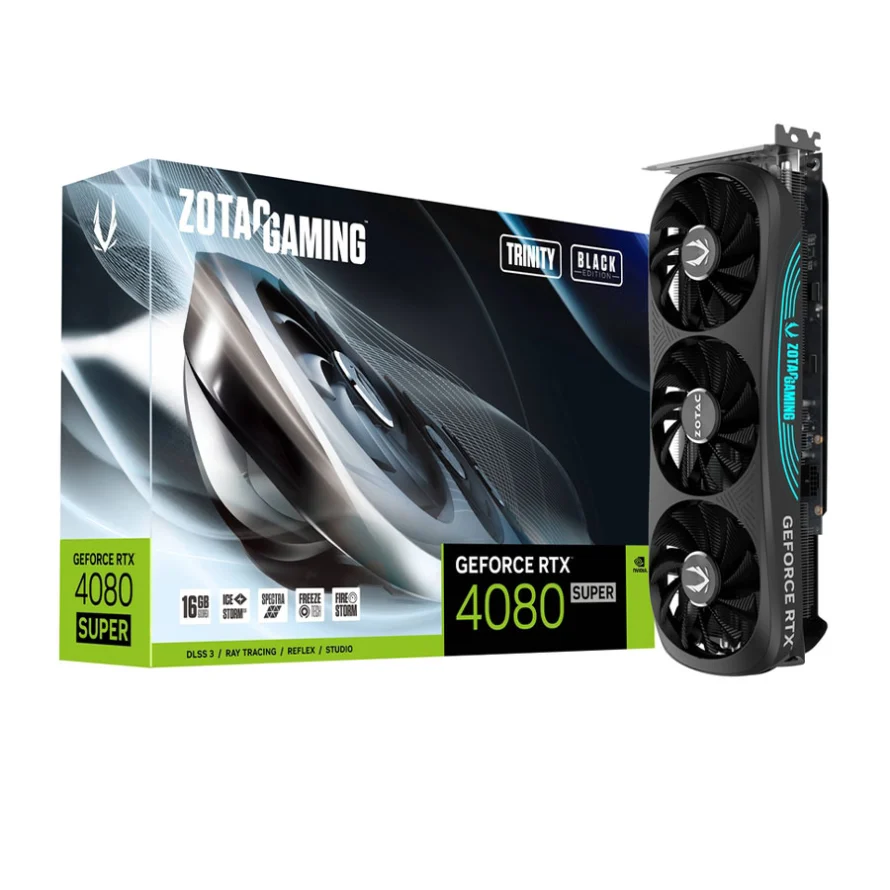 ZOTAC GAMING
TRINITY
BLACK
EDITION
GEFORCE RTX
4080
SUPER
16GB
ICE
STORM
SPECTRA
FREEZE
FIRE
STORM
DLSS 3 / RAY TRACING / REFLEX / STUDIO
GEFORCE RTX
4080 SUPER
NVIDIA
ZOTAC
ZOTAC GAMING
GEFORCE RTX